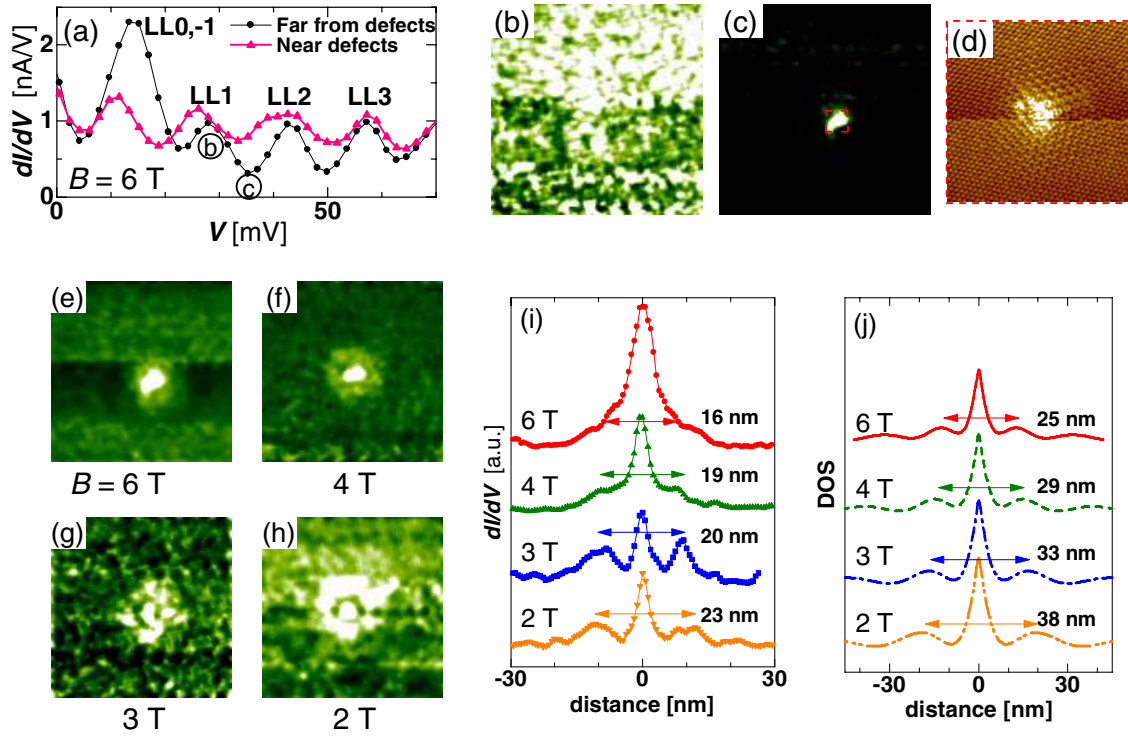 (a)
LL0,-1
Far from defects
Near defects
LL1
LL2
LL3
b
c
B = 6 T
dI/dV [nA/V]
2
1
0
0
50
V [mV]
(b)
(c)
(d)
(e)
B = 6 T
(f)
4 T
(g)
3 T
(h)
2 T
(i)
6 T
16 nm
4 T
19 nm
3 T
20 nm
2 T
23 nm
dI/dV [a.u.]
-30
0
30
distance [nm]
(j)
6 T
25 nm
4 T
29 nm
3 T
33 nm
2 T
38 nm
DOS
-30
0
30
distance [nm]